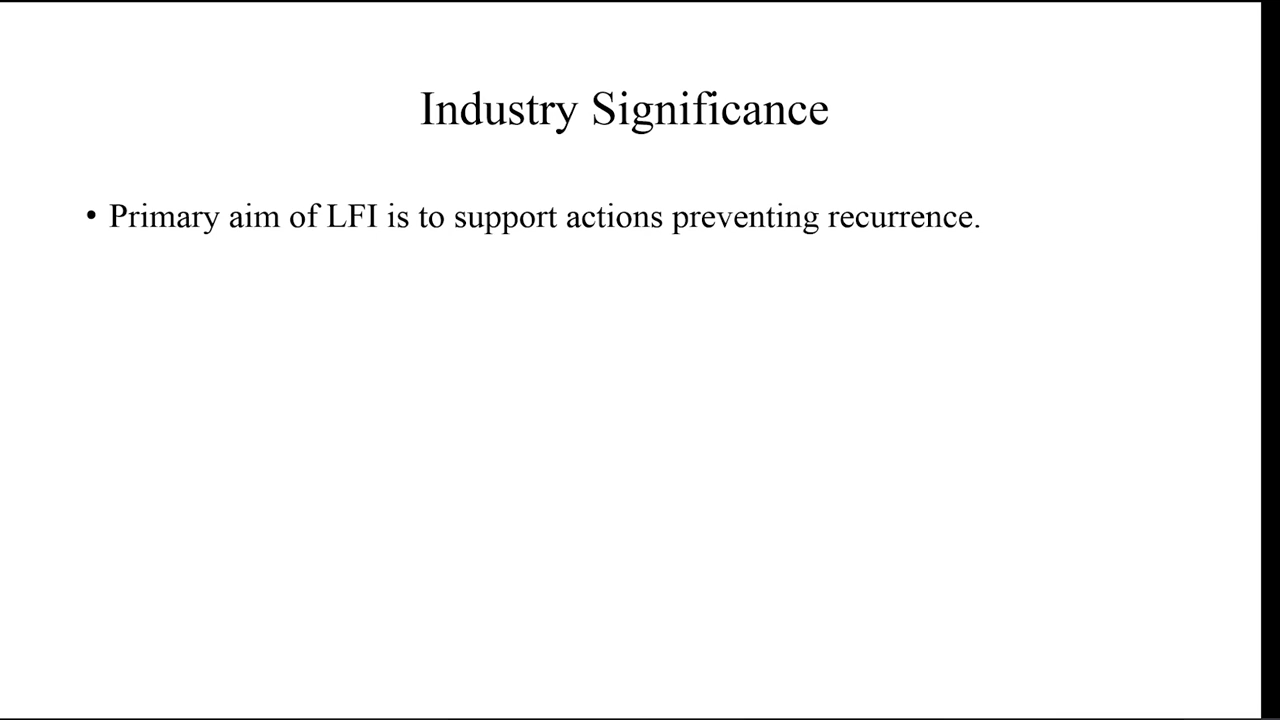 Industry Significance
• Primary aim of LFI is to support actions preventing recurrence.